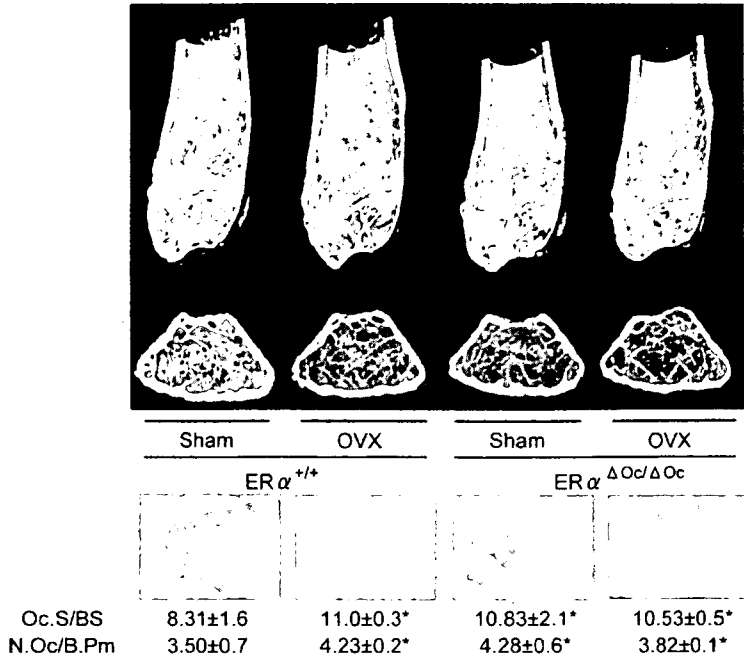 Sham OVX Sham OVX
ERα+/+ ERαΔOc/ΔOc
Oc.S/BS 8.31±1.6 11.0±0.3* 10.83±2.1* 10.53±0.5*
N.Oc/B.Pm 3.50±0.7 4.23±0.2* 4.28±0.6* 3.82±0.1*